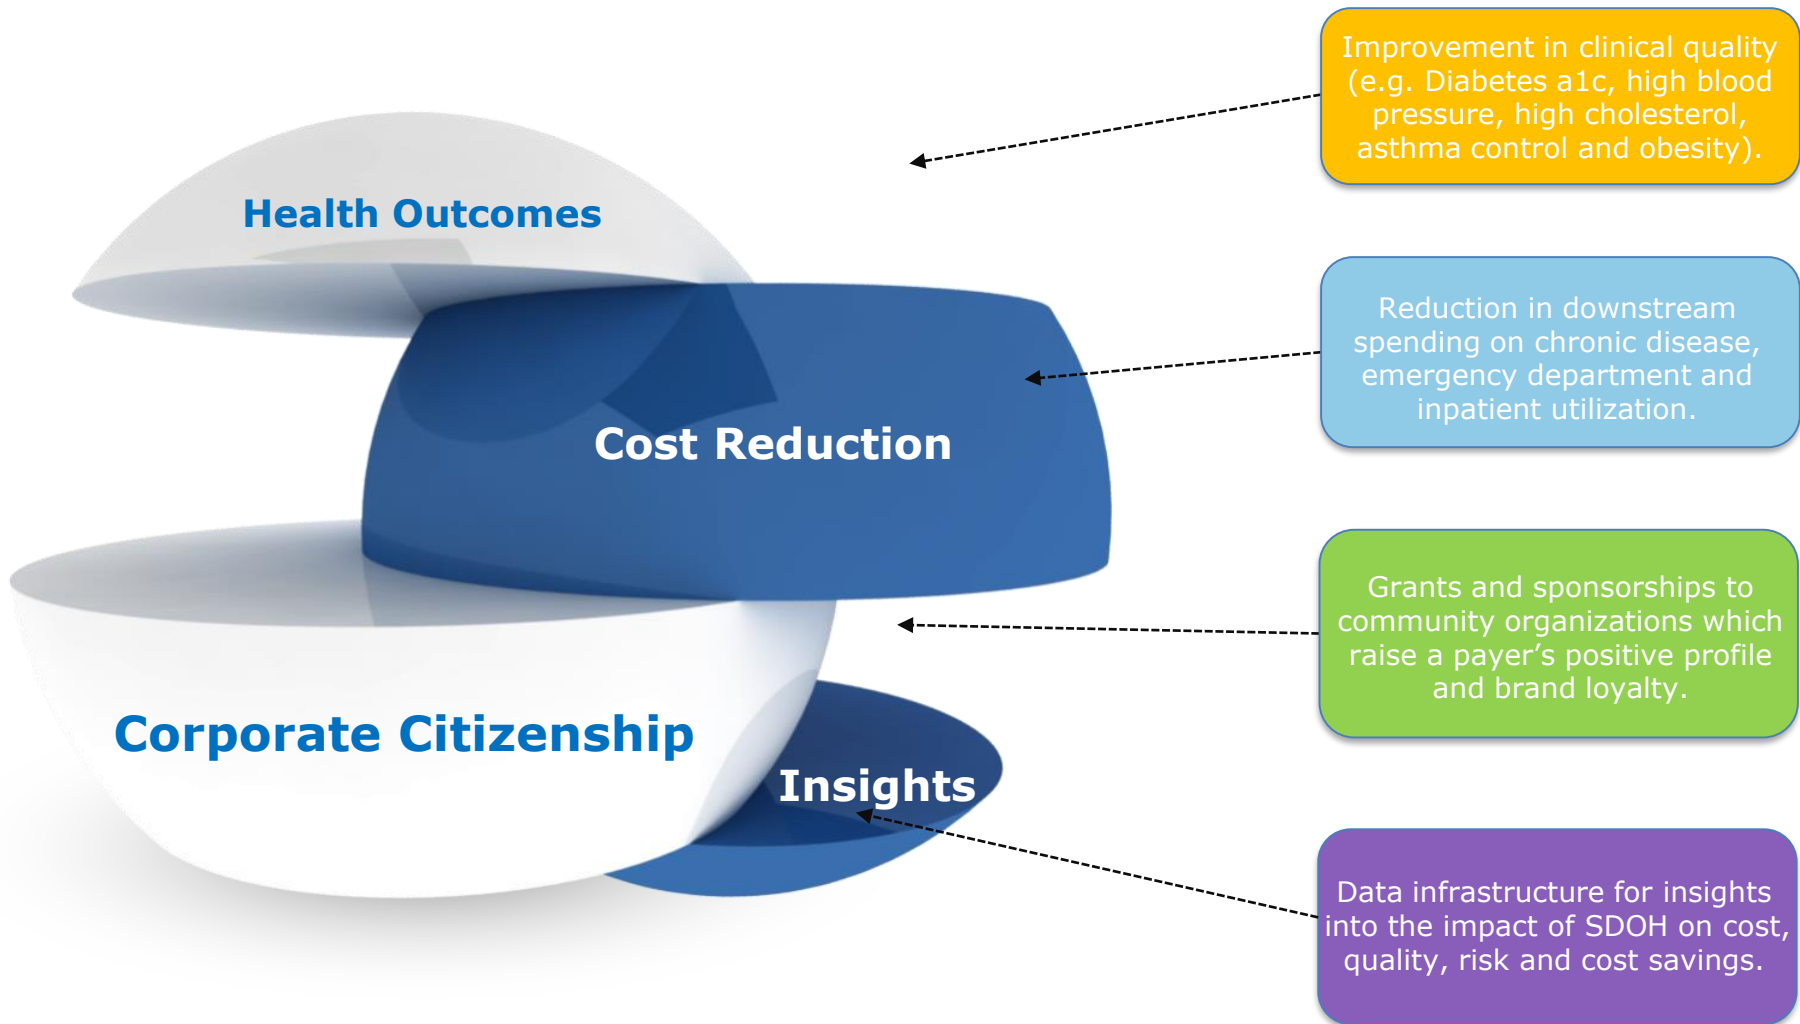 Health Outcomes
Cost Reduction
Corporate Citizenship
Insights
Improvement in clinical quality
(e.g. Diabetes a1c, high blood
pressure, high cholesterol,
asthma control and obesity).
Reduction in downstream
spending on chronic disease,
emergency department and
inpatient utilization.
Grants and sponsorships to
community organizations which
raise a payer’s positive profile
and brand loyalty.
Data infrastructure for insights
into the impact of SDOH on cost,
quality, risk and cost savings.